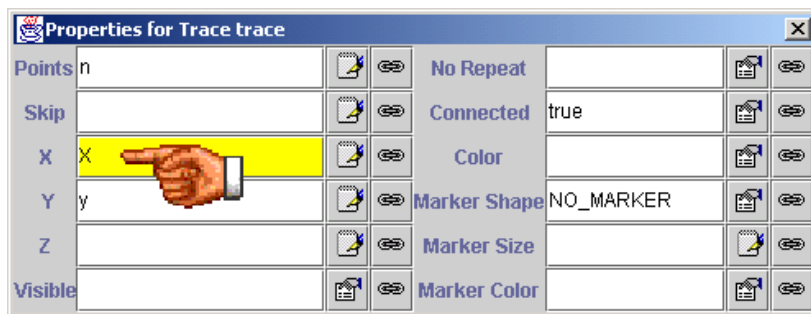 Properties for Trace trace
Points n No Repeat
Skip Connected true
X X Color
Y y Marker Shape NO_MARKER
Z Marker Size
Visible Marker Color